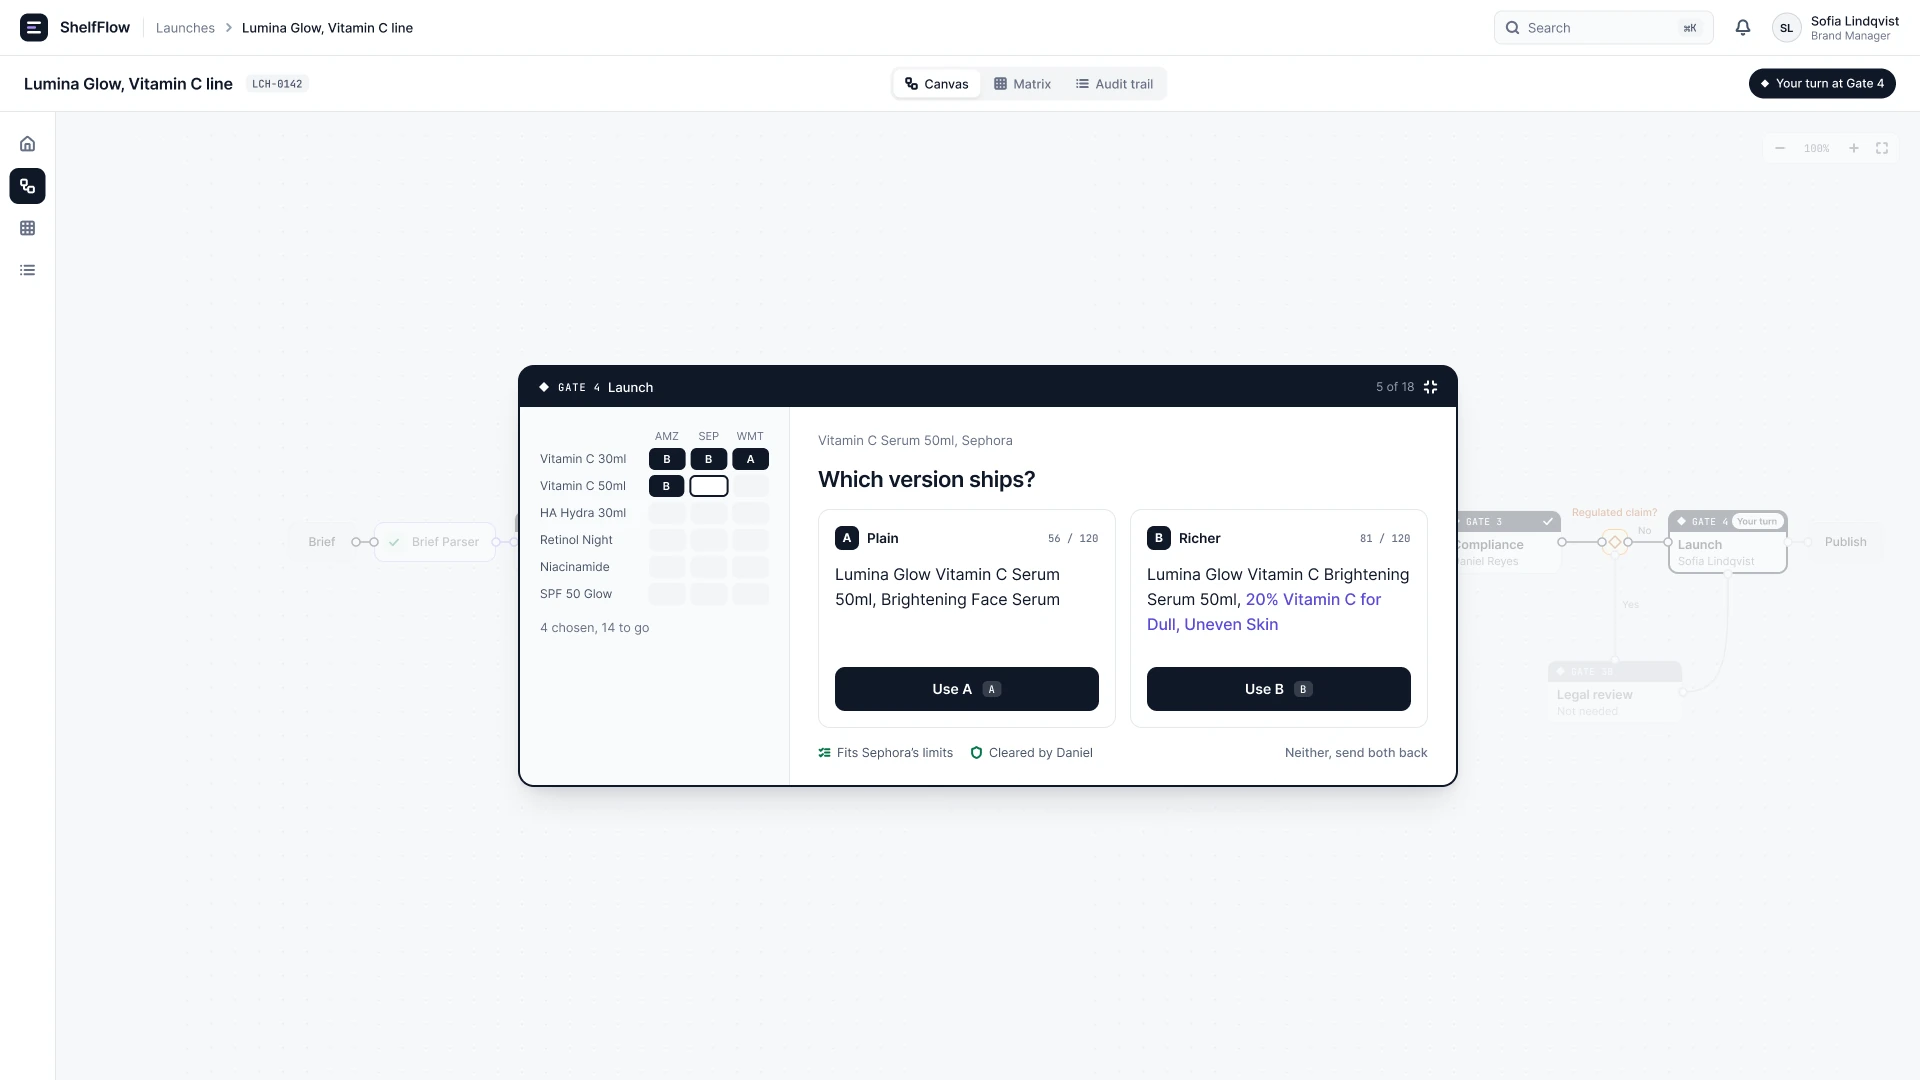 ShelfFlow
Launches
Lumina Glow, Vitamin C line
Search
⌘K
SL
Sofia Lindqvist
Brand Manager
Lumina Glow, Vitamin C line
LCH-0142
Canvas
Matrix
Audit trail
Your turn at Gate 4
100%
GATE 4 Launch
5 of 18
AMZ SEP WMT
Vitamin C 30ml B B A
Vitamin C 50ml B
HA Hydra 30ml
Retinol Night
Niacinamide
SPF 50 Glow
4 chosen, 14 to go
Vitamin C Serum 50ml, Sephora
Which version ships?
A Plain 56 / 120
Lumina Glow Vitamin C Serum
50ml, Brightening Face Serum
Use A A
B Richer 81 / 120
Lumina Glow Vitamin C Brightening
Serum 50ml, 20% Vitamin C for
Dull, Uneven Skin
Use B B
Fits Sephora's limits
Cleared by Daniel
Neither, send both back
Brief
Brief Parser
GATE 3
Compliance
Daniel Reyes
Regulated claim?
No
Yes
GATE 4 Your turn
Launch
Sofia Lindqvist
Publish
Legal review
Not needed